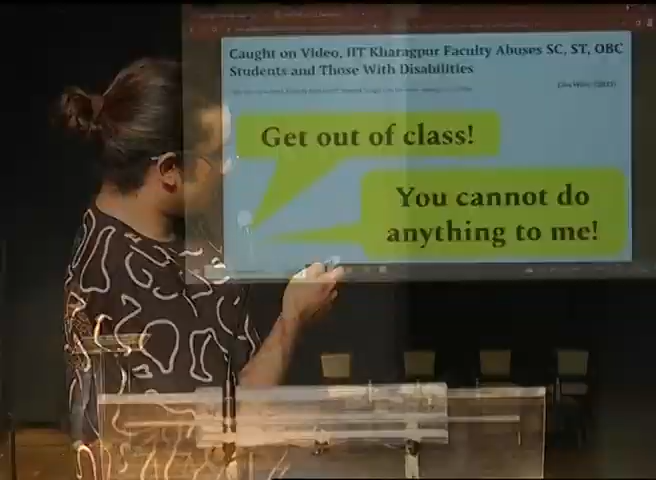 Caught on Video, IIT Kharagpur Faculty Abuses SC, ST, OBC
Students and Those With Disabilities
Get out of class!
You cannot do
anything to me!